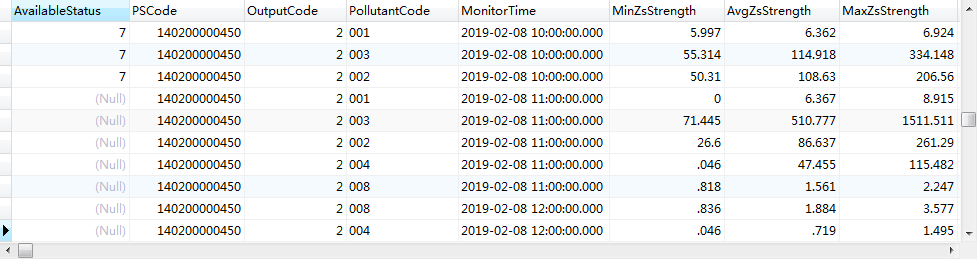 AvailableStatus PSCode OutputCode PollutantCode MonitorTime MinZsStrength AvgZsStrength MaxZsStrength
7 140200000450 2 001 2019-02-08 10:00:00.000 5.997 6.362 6.924
7 140200000450 2 003 2019-02-08 10:00:00.000 55.314 114.918 334.148
7 140200000450 2 002 2019-02-08 10:00:00.000 50.31 108.63 206.56
(Null) 140200000450 2 001 2019-02-08 11:00:00.000 0 6.367 8.915
(Null) 140200000450 2 003 2019-02-08 11:00:00.000 71.445 510.777 1511.511
(Null) 140200000450 2 002 2019-02-08 11:00:00.000 26.6 86.637 261.29
(Null) 140200000450 2 004 2019-02-08 11:00:00.000 .046 47.455 115.482
(Null) 140200000450 2 008 2019-02-08 11:00:00.000 .818 1.561 2.247
(Null) 140200000450 2 008 2019-02-08 12:00:00.000 .836 1.884 3.577
(Null) 140200000450 2 004 2019-02-08 12:00:00.000 .046 .719 1.495